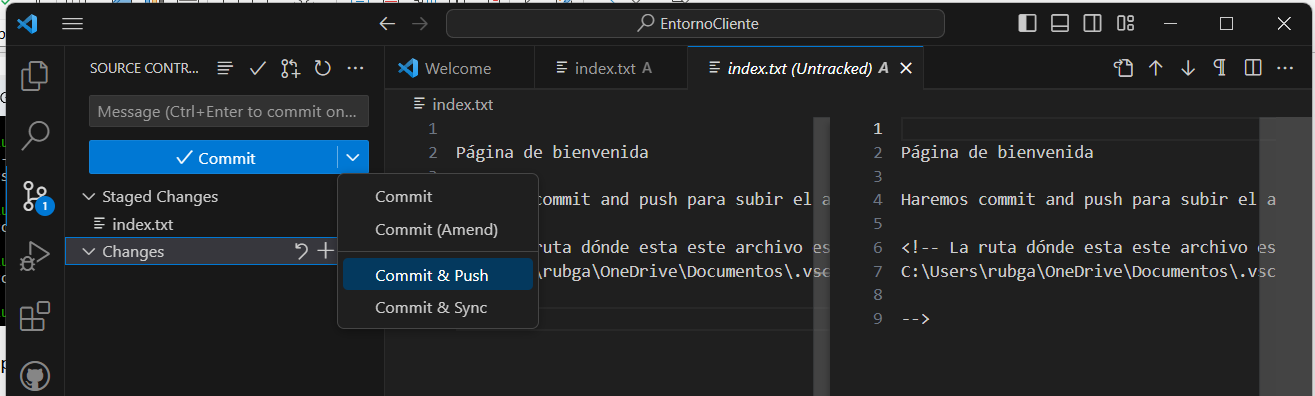 EntornoCliente
SOURCE CONTR...
Welcome
index.txt A
index.txt (Untracked) A
Message (Ctrl+Enter to commit on...
Commit
Staged Changes
index.txt
Changes
Commit
Commit (Amend)
Commit & Push
Commit & Sync
1
index.txt
1
2 Página de bienvenida
commit and push para subir el a
ruta dónde esta este archivo es
\rubga\OneDrive\Documentos\.vsc
1
2 Página de bienvenida
3
4 Haremos commit and push para subir el a
5
6 <!-- La ruta dónde esta este archivo es
7 C:\Users\rubga\OneDrive\Documentos\.vsc
8
9 -->